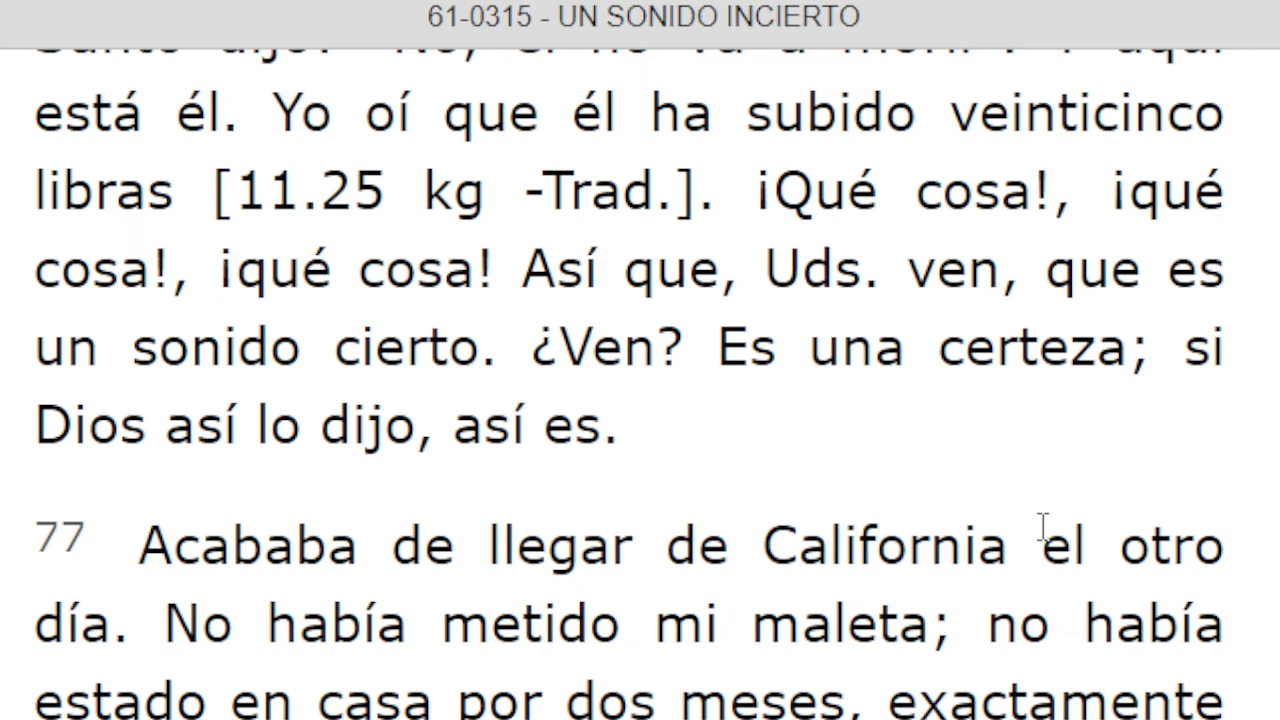 61-0315 - UN SONIDO INCIERTO
está él. Yo oí que él ha subido veinticinco
libras [11.25 kg -Trad.]. ¡Qué cosa!, ¡qué
cosa!, ¡qué cosa! Así que, Uds. ven, que es
un sonido cierto. ¿Ven? Es una certeza; si
Dios así lo dijo, así es.
77 Acababa de llegar de California el otro
día. No había metido mi maleta; no había
estado en casa por dos meses, exactamente